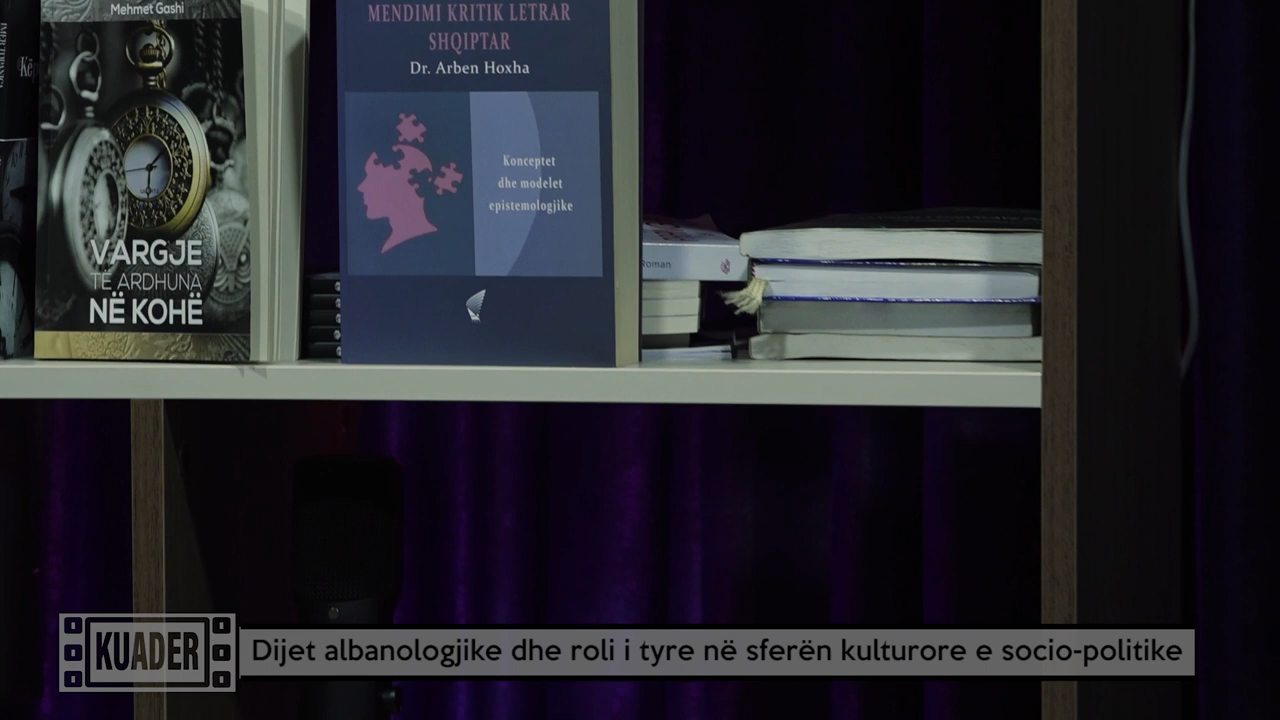 Mehmet Gashi
VARGJE
TË ARDHUNA
NË KOHË
MENDIMI KRITIK LETRAR
SHQIPTAR
Dr. Arben Hoxha
Konceptet
dhe modelet
epistemologjike
Roman
KUADER
Dijet albanologjike dhe roli i tyre në sferën kulturore e socio-politike